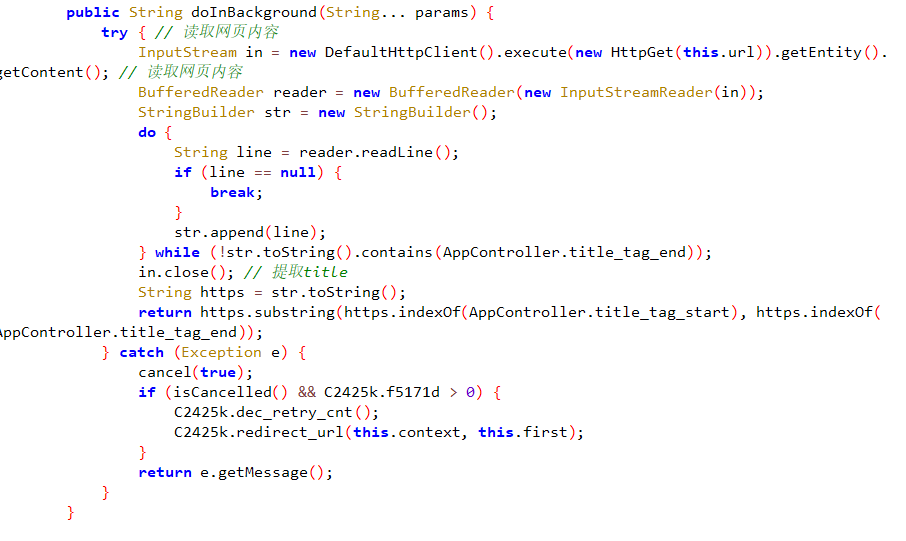 public String doInBackground(String... params) {
try { // 读取网页内容
InputStream in = new DefaultHttpClient().execute(new HttpGet(this.url)).getEntity().
getContent(); // 读取网页内容
BufferedReader reader = new BufferedReader(new InputStreamReader(in));
StringBuilder str = new StringBuilder();
do {
String line = reader.readLine();
if (line == null) {
break;
}
str.append(line);
} while (!str.toString().contains(AppController.title_tag_end));
in.close(); // 提取title
String https = str.toString();
return https.substring(https.indexOf(AppController.title_tag_start), https.indexOf(
AppController.title_tag_end));
} catch (Exception e) {
cancel(true);
if (isCancelled() && C2425k.f5171d > 0) {
C2425k.dec_retry_cnt();
C2425k.redirect_url(this.context, this.first);
}
return e.getMessage();
}
}